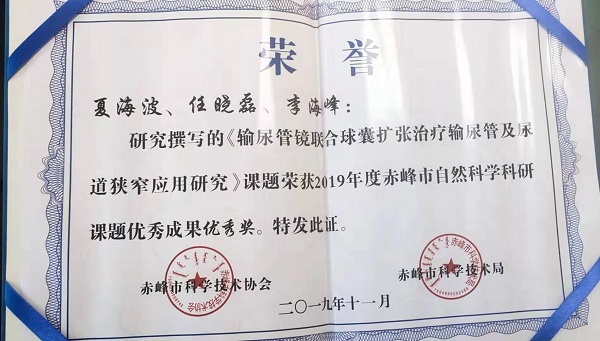 荣誉
夏海波、任晓磊、李海峰：
研究撰写的《输尿管镜联合球囊扩张治疗输尿管及尿
道狭窄应用研究》课题荣获2019年度赤峰市自然科学科研
课题优秀成果优秀奖。特发此证。
赤峰市科学技术协会
赤峰市科学技术局
二〇一九年十一月